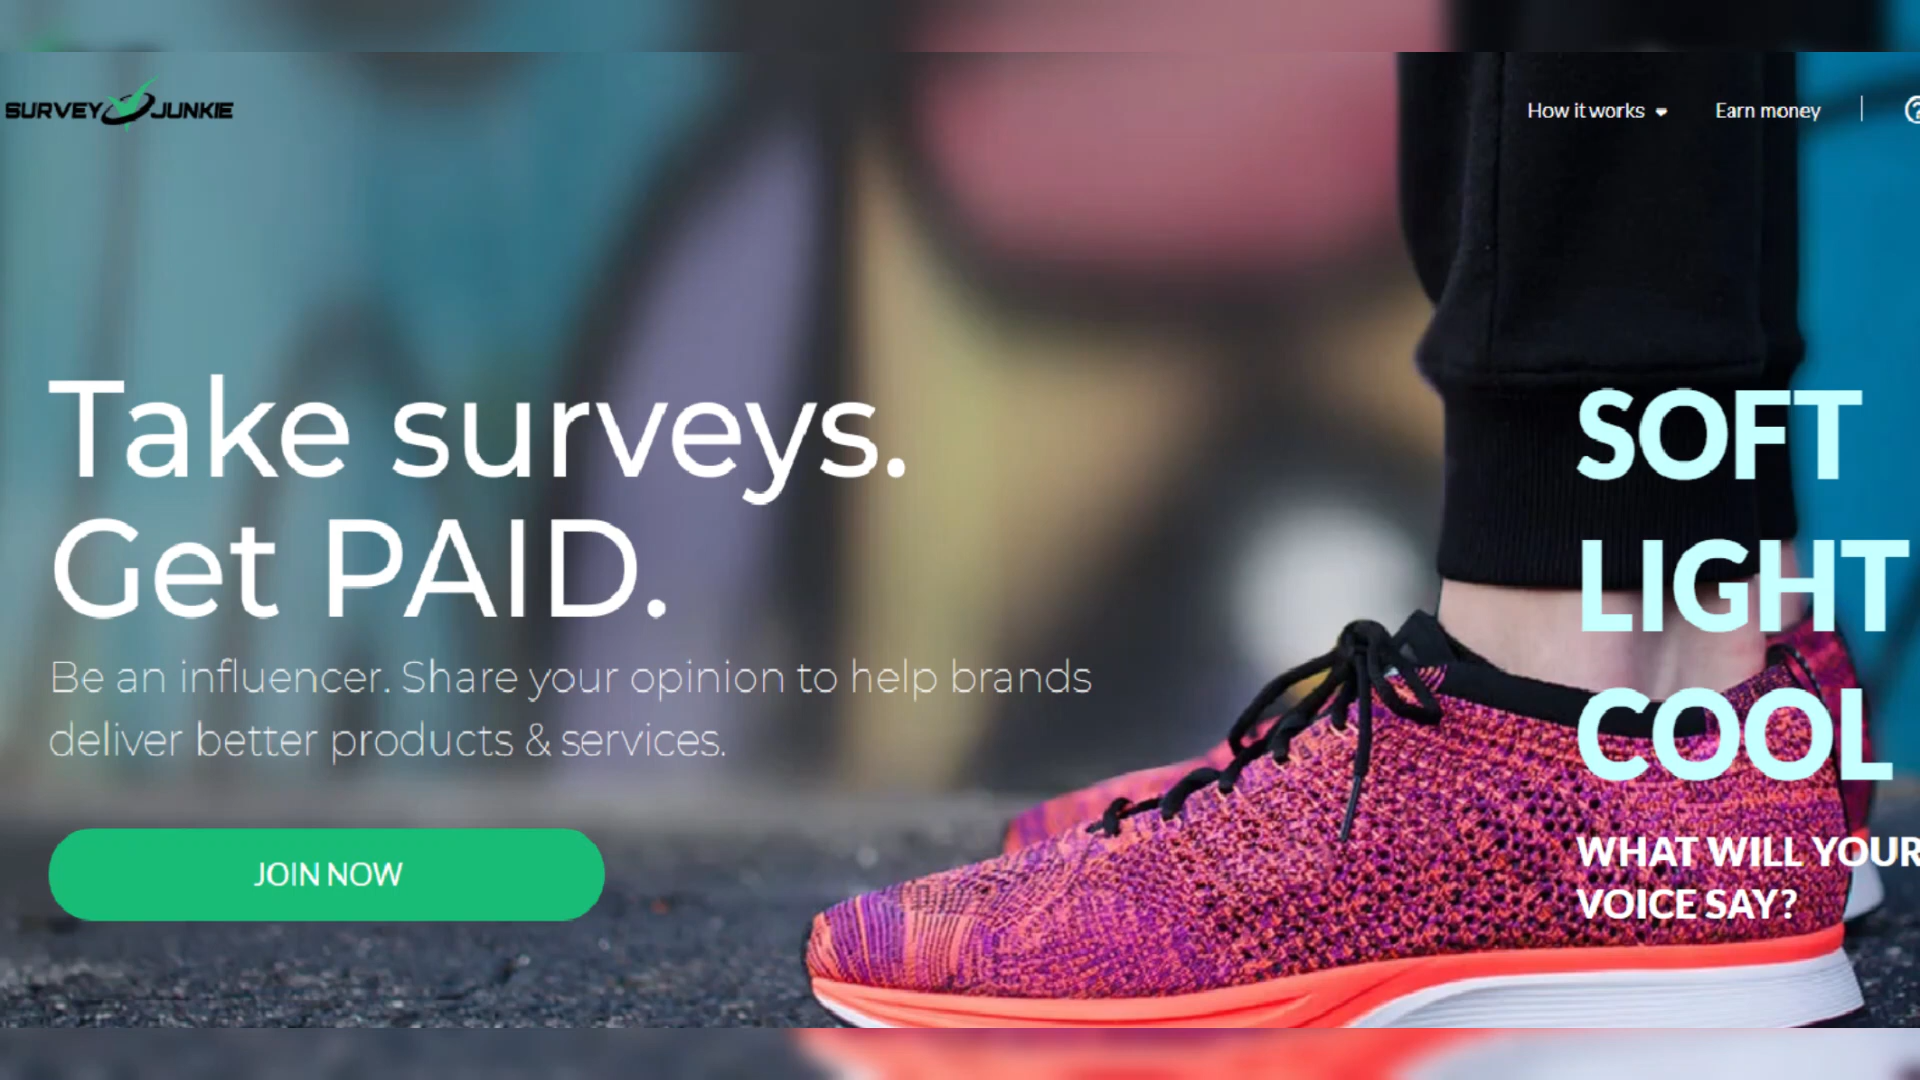 SURVEY JUNKIE
How it works
Earn money
Take surveys.
Get PAID.
Be an influencer. Share your opinion to help brands
deliver better products & services.
JOIN NOW
SOFT
LIGHT
COOL
WHAT WILL YOUR
VOICE SAY?